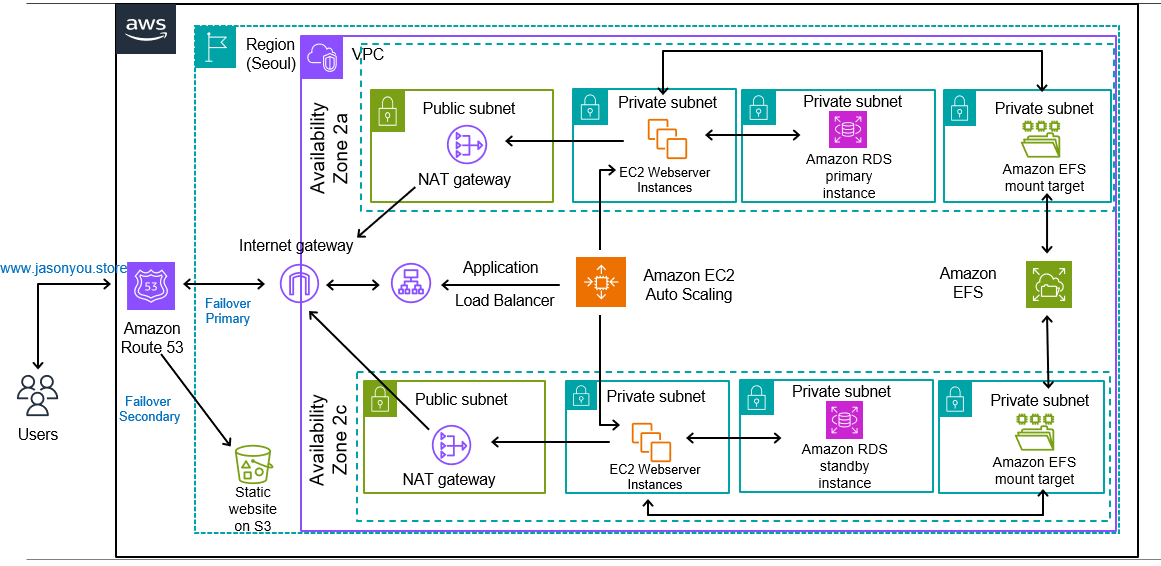 aws
Region
(Seoul)
VPC
Availability
Zone 2a
Public subnet
NAT gateway
Private subnet
EC2 Webserver
Instances
Private subnet
Amazon RDS
primary
instance
Private subnet
Amazon EFS
mount target
www.jasonyou.store
53
Amazon
Route 53
Failover
Primary
Internet gateway
Application
Load Balancer
Amazon EC2
Auto Scaling
Amazon
EFS
Users
Failover
Secondary
Static
website
on S3
Availability
Zone 2c
Public subnet
NAT gateway
Private subnet
EC2 Webserver
Instances
Private subnet
Amazon RDS
standby
instance
Private subnet
Amazon EFS
mount target